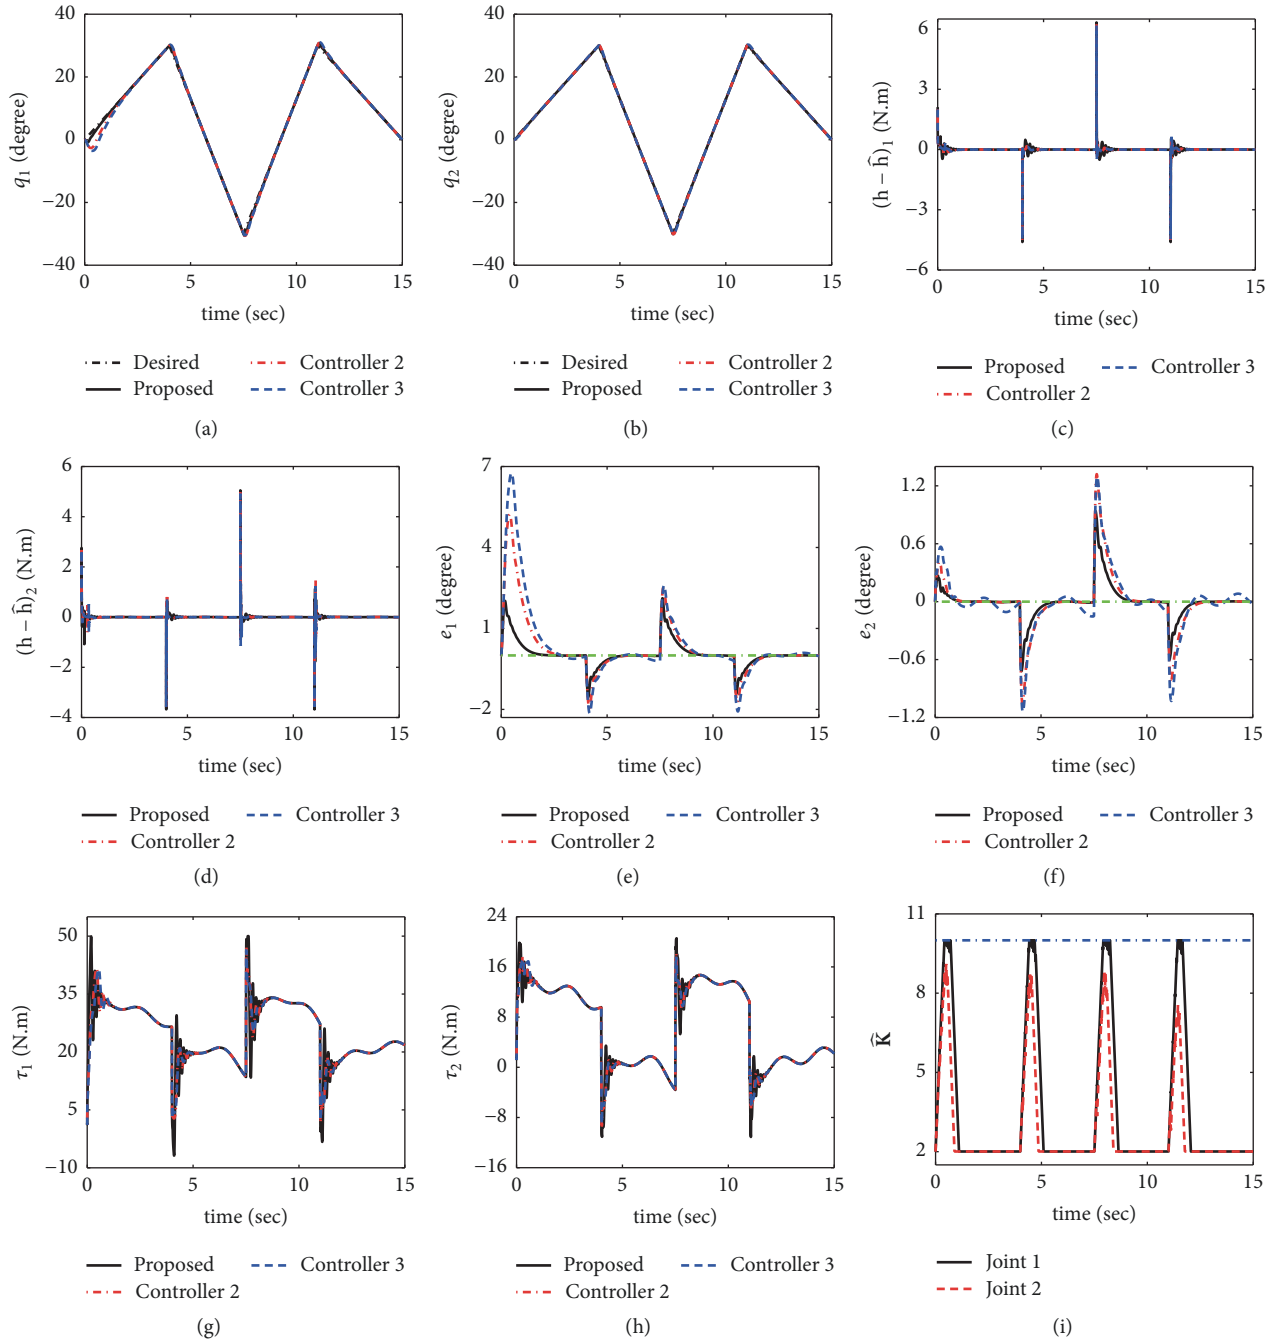 40
20
0
−20
−40
q1 (degree)
0 5 10 15
time (sec)
Desired
Controller 2
Proposed
Controller 3
(a)
40
20
0
−20
−40
q2 (degree)
0 5 10 15
time (sec)
Desired
Controller 2
Proposed
Controller 3
(b)
6
3
0
−3
−6
(h − ĥ)1 (N.m)
0 5 10 15
time (sec)
Proposed
Controller 3
Controller 2
(c)
6
4
2
0
−2
−4
(h − ĥ)2 (N.m)
0 5 10 15
time (sec)
Proposed
Controller 3
Controller 2
(d)
7
4
1
−2
e1 (degree)
0 5 10 15
time (sec)
Proposed
Controller 3
Controller 2
(e)
1.2
0.6
0
−0.6
−1.2
e2 (degree)
0 5 10 15
time (sec)
Proposed
Controller 3
Controller 2
(f)
50
35
20
5
−10
τ1 (N.m)
0 5 10 15
time (sec)
Proposed
Controller 3
Controller 2
(g)
24
16
8
0
−8
−16
τ2 (N.m)
0 5 10 15
time (sec)
Proposed
Controller 3
Controller 2
(h)
11
8
5
2
K̂
0 5 10 15
time (sec)
Joint 1
Joint 2
(i)